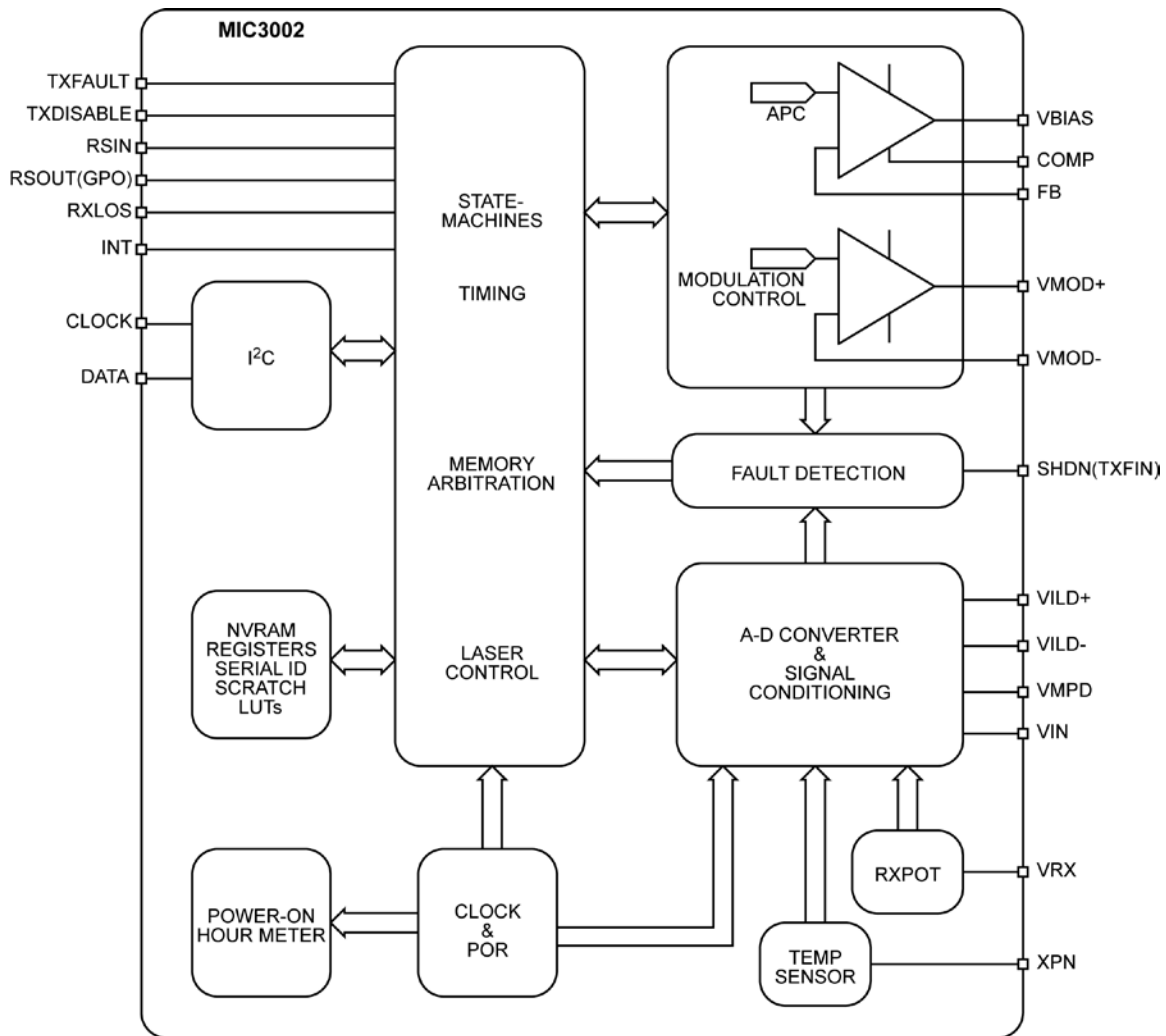 MIC3002
TXFAULT
TXDISABLE
RSIN
RSOUT(GPO)
RXLOS
INT
CLOCK
DATA
I²C
STATE-
MACHINES
TIMING
MEMORY
ARBITRATION
LASER
CONTROL
APC
MODULATION
CONTROL
VBIAS
COMP
FB
VMOD+
VMOD-
FAULT DETECTION
SHDN(TXFIN)
A-D CONVERTER
&
SIGNAL
CONDITIONING
VILD+
VILD-
VMPD
VIN
NVRAM
REGISTERS
SERIAL ID
SCRATCH
LUTs
POWER-ON
HOUR METER
CLOCK
&
POR
RXPOT
VRX
TEMP
SENSOR
XPN